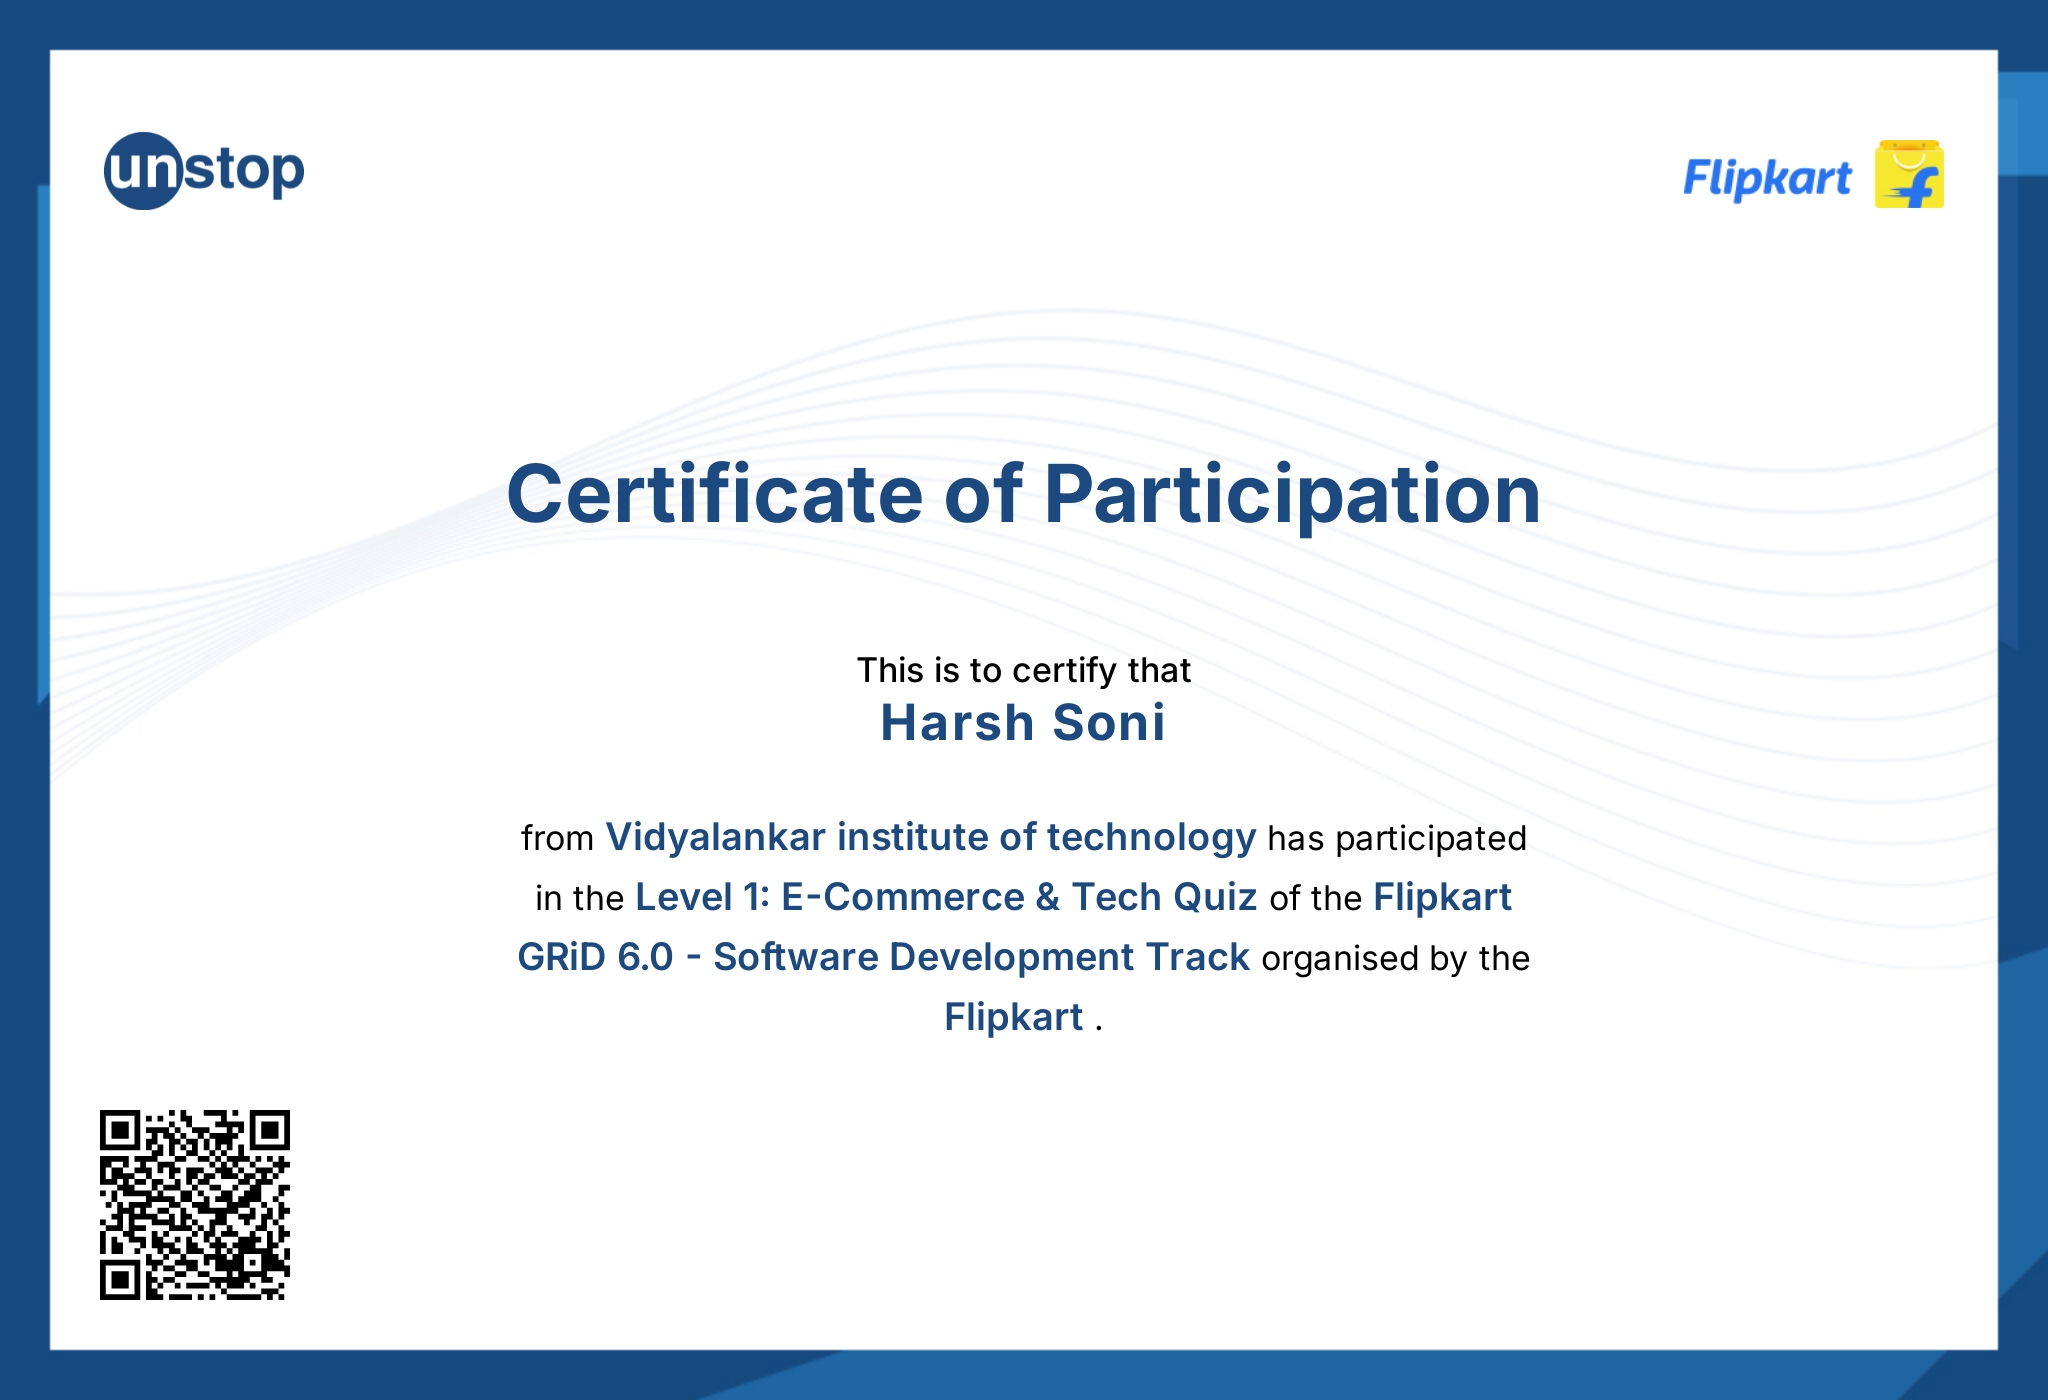 unstop
Flipkart
Certificate of Participation
This is to certify that
Harsh Soni
from Vidyalankar institute of technology has participated
in the Level 1: E-Commerce & Tech Quiz of the Flipkart
GRiD 6.0 - Software Development Track organised by the
Flipkart .